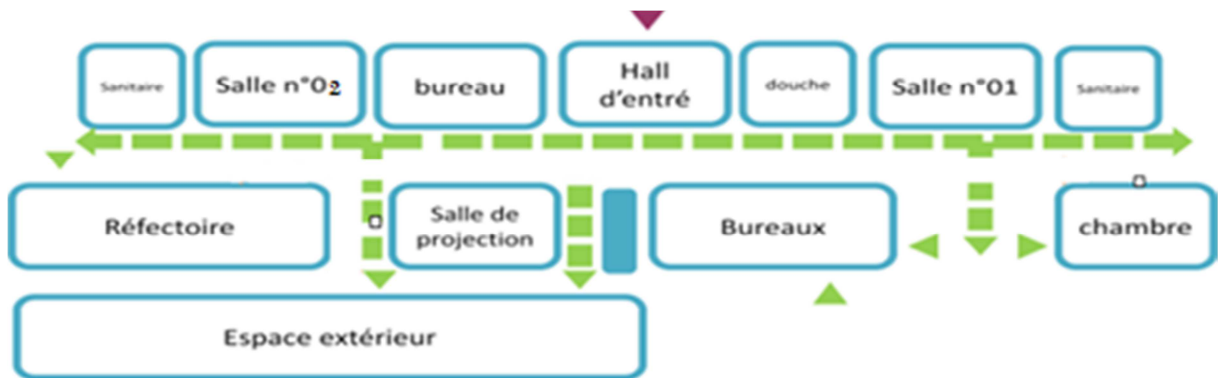 Sanitaire
Salle n°02
bureau
Hall
d'entré
douche
Salle n°01
Sanitaire
Réfectoire
Salle de
projection
Bureaux
chambre
Espace extérieur